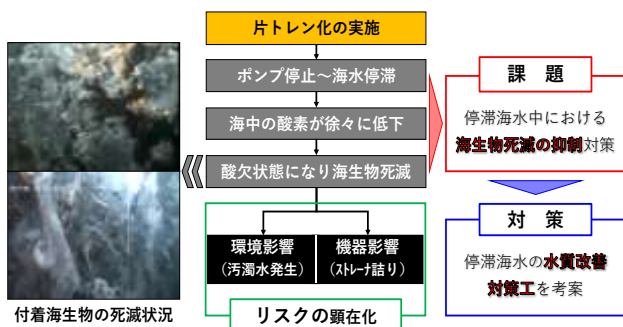 片トレン化の実施
ポンプ停止～海水停滞
海中の酸素が徐々に低下
酸欠状態になり海生物死滅
環境影響
(汚濁水発生)
機器影響
(ｽﾄﾚｰﾅ詰り)
リスクの顕在化
付着海生物の死滅状況
課　題
停滞海水中における
海生物死滅の抑制対策
対　策
停滞海水の水質改善
対策工を考案